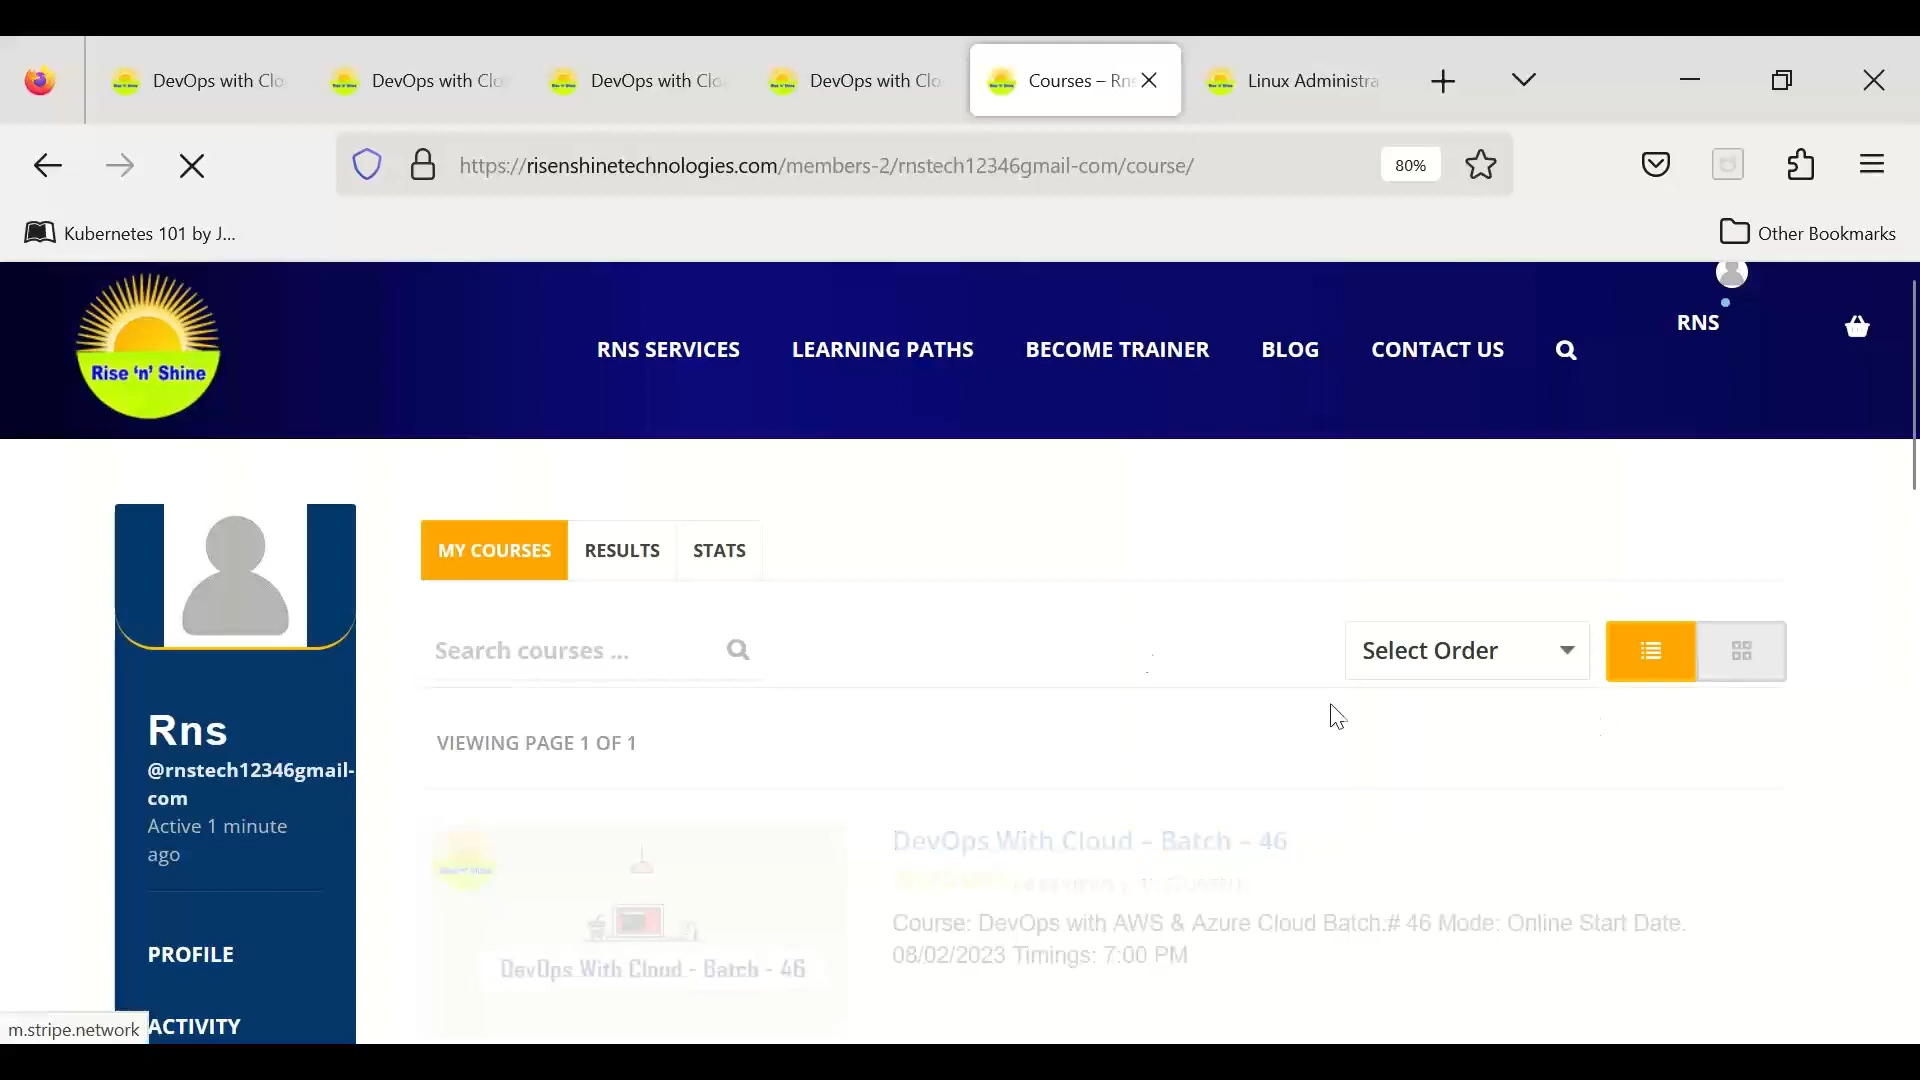 DevOps with Clo
DevOps with Clo
DevOps with Clo
DevOps with Clo
Courses – Rns
Linux Administra
https://risenshinetechnologies.com/members-2/rnstech12346gmail-com/course/
80%
Kubernetes 101 by J...
Other Bookmarks
Rise 'n' Shine
RNS SERVICES
LEARNING PATHS
BECOME TRAINER
BLOG
CONTACT US
RNS
MY COURSES
RESULTS
STATS
Search courses ...
Select Order
VIEWING PAGE 1 OF 1
Rns
@rnstech12346gmail-
com
Active 1 minute
ago
PROFILE
ACTIVITY
DevOps With Cloud - Batch - 46
DevOps With Cloud – Batch – 46
Course: DevOps with AWS & Azure Cloud Batch.# 46 Mode: Online Start Date.
08/02/2023 Timings: 7:00 PM
m.stripe.network